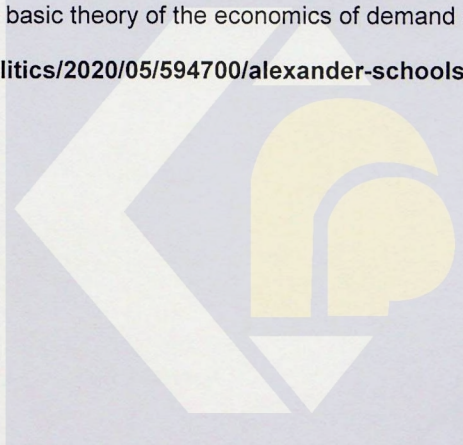 basic theory of the economics of demand
litics/2020/05/594700/alexander-schools